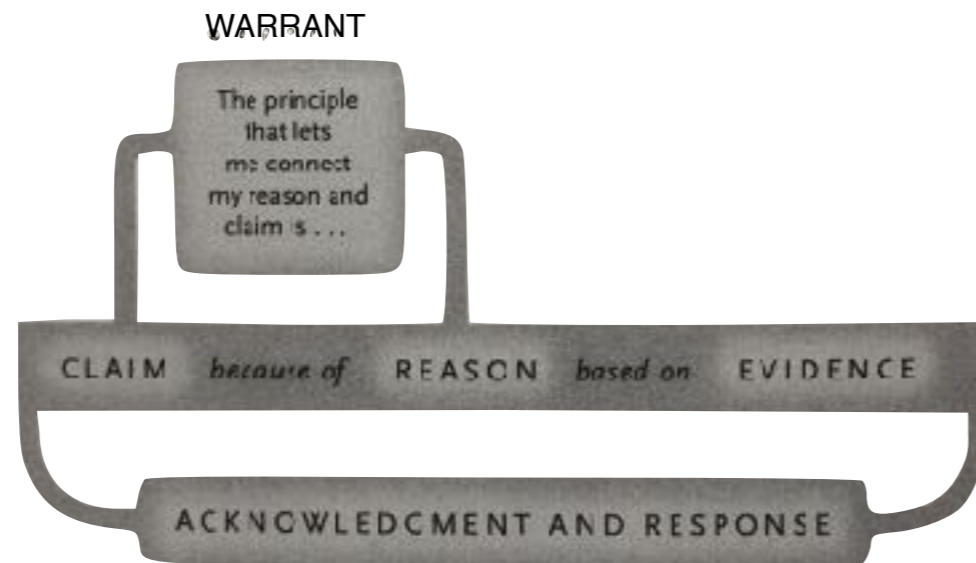 WARRANT
The principle
that lets
me connect
my reason and
claim is . . .
CLAIM because of REASON based on EVIDENCE
ACKNOWLEDGMENT AND RESPONSE